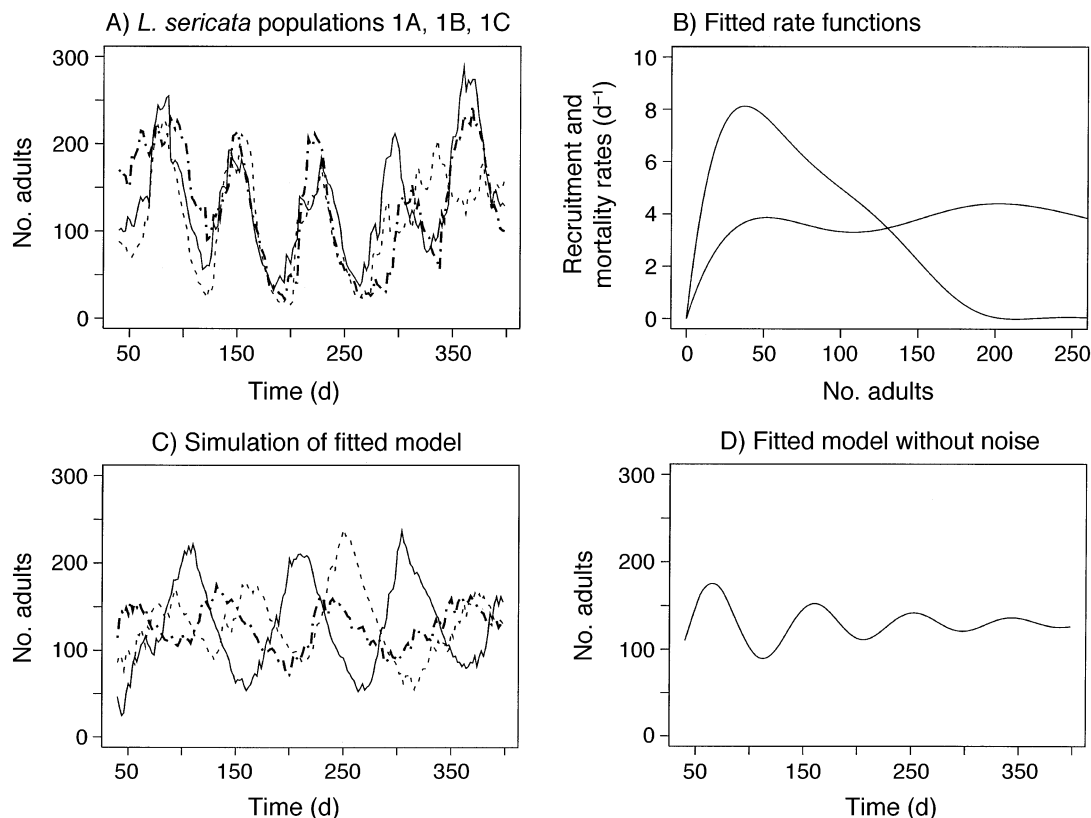 A) L. sericata populations 1A, 1B, 1C
No. adults
300
200
100
0
50
150
250
350
Time (d)
B) Fitted rate functions
Recruitment and
mortality rates (d⁻¹)
10
8
6
4
2
0
0
50
100
150
200
250
No. adults
C) Simulation of fitted model
No. adults
300
200
100
0
50
150
250
350
Time (d)
D) Fitted model without noise
No. adults
300
200
100
0
50
150
250
350
Time (d)